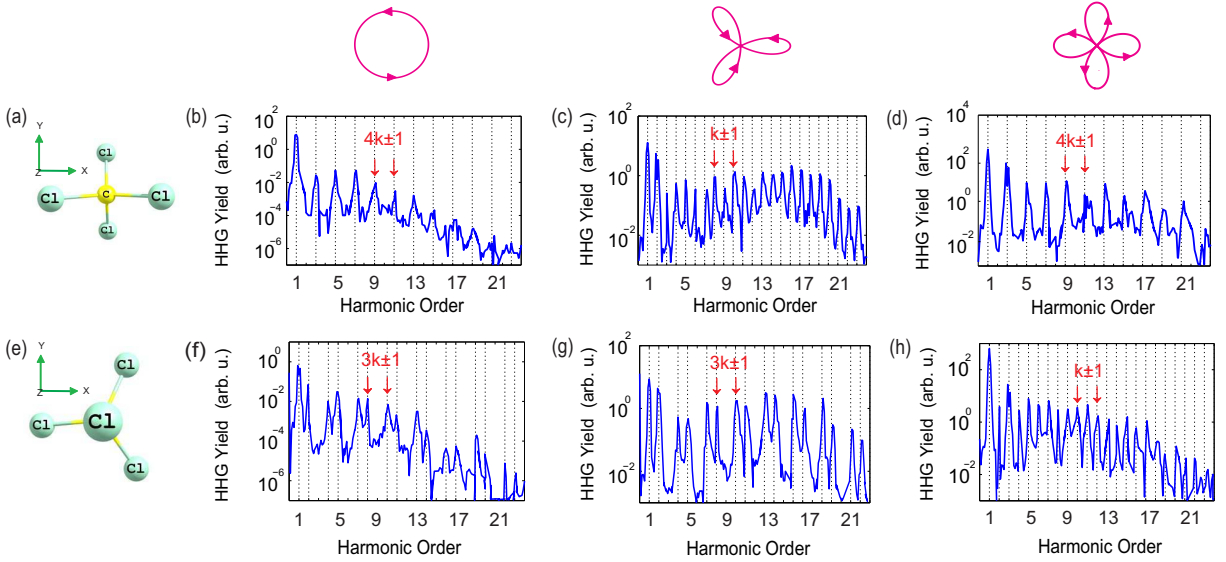 (a)
Y
Z
X
Cl
Cl
C
Cl
Cl
(b)
HHG Yield (arb. u.)
10^2
10^0
10^-2
10^-4
10^-6
4k±1
1 5 9 13 17 21
Harmonic Order
(c)
HHG Yield (arb. u.)
10^2
10^0
10^-2
k±1
1 5 9 13 17 21
Harmonic Order
(d)
HHG Yield (arb. u.)
10^4
10^2
10^0
10^-2
4k±1
1 5 9 13 17 21
Harmonic Order
(e)
Y
Z
X
Cl
Cl
Cl
Cl
(f)
HHG Yield (arb. u.)
10^0
10^-2
10^-4
10^-6
3k±1
1 5 9 13 17 21
Harmonic Order
(g)
HHG Yield (arb. u.)
10^2
10^0
10^-2
3k±1
1 5 9 13 17 21
Harmonic Order
(h)
HHG Yield (arb. u.)
10^2
10^0
10^-2
k±1
1 5 9 13 17 21
Harmonic Order